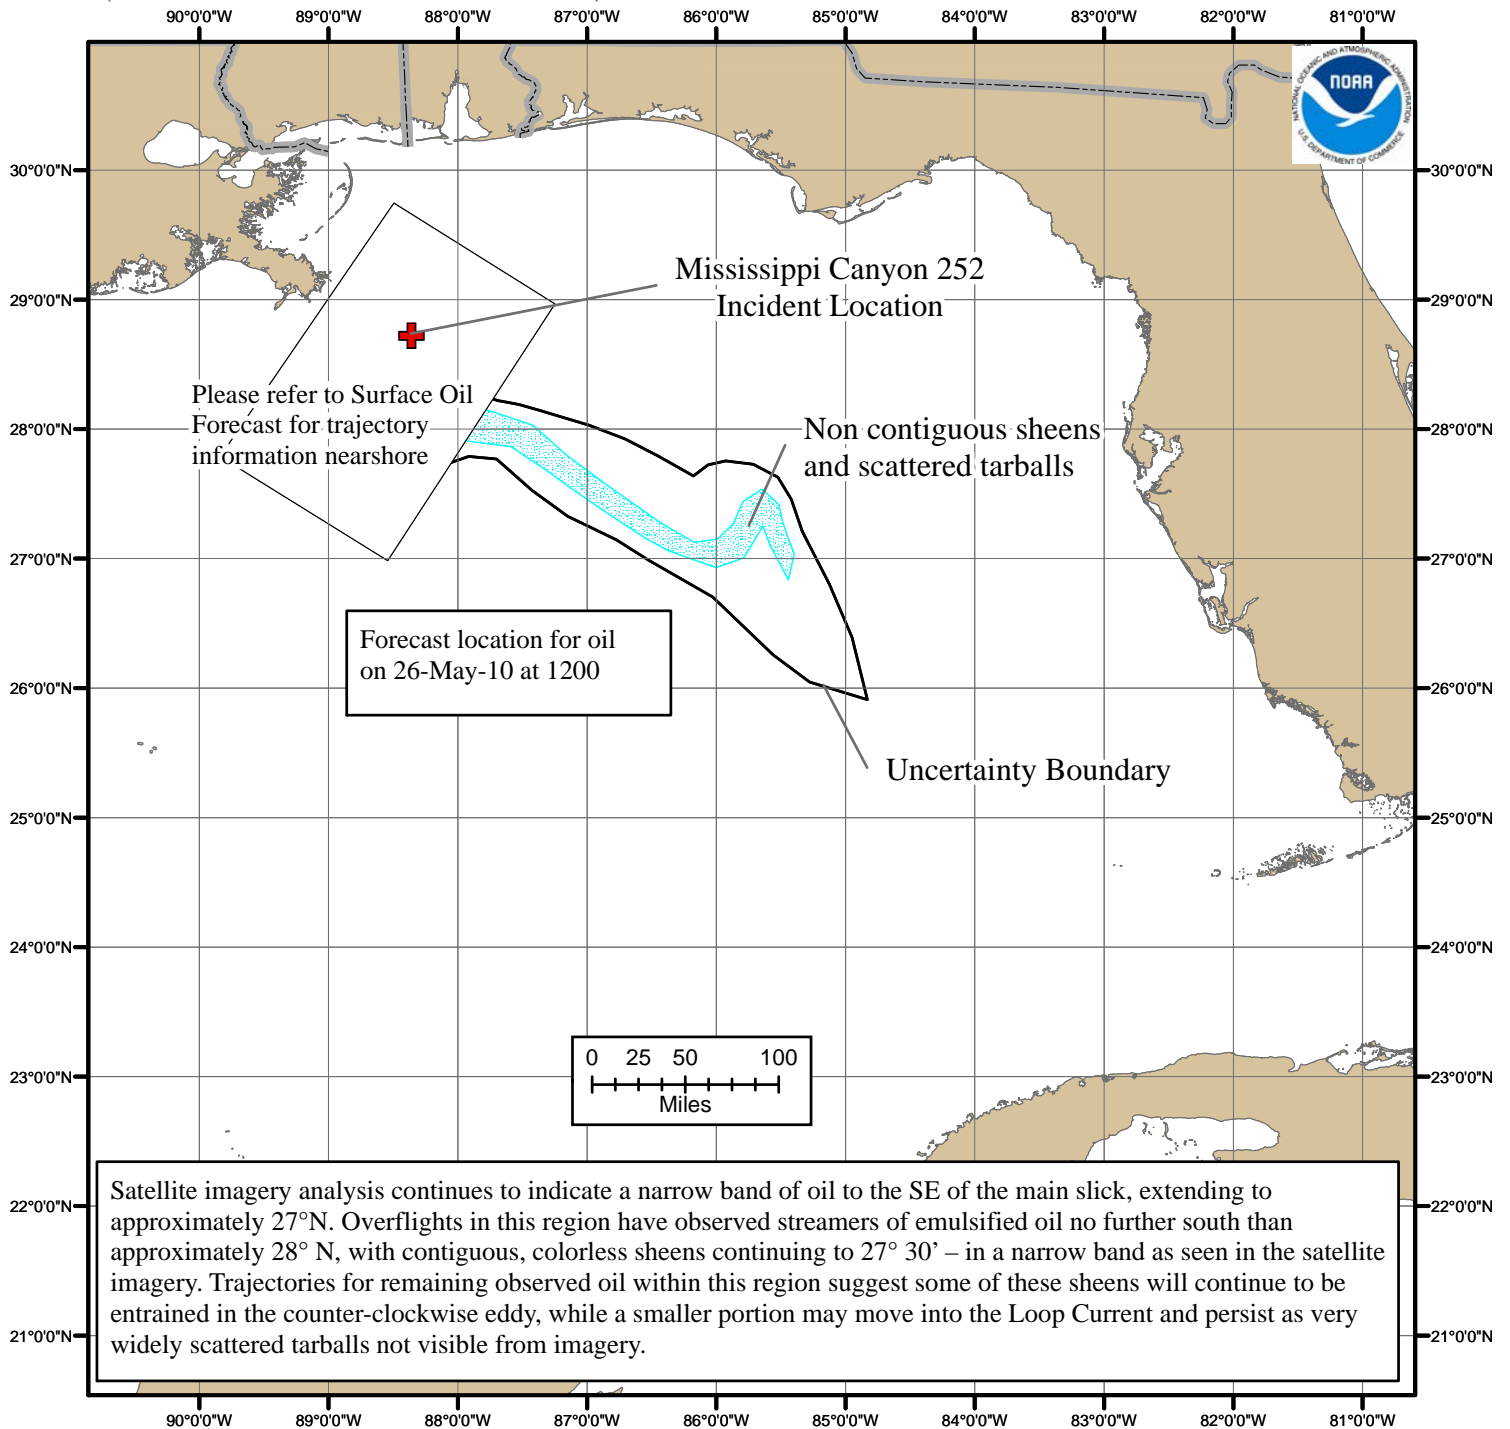 90°0'0"W 89°0'0"W 88°0'0"W 87°0'0"W 86°0'0"W 85°0'0"W 84°0'0"W 83°0'0"W 82°0'0"W 81°0'0"W
NATIONAL OCEANIC AND ATMOSPHERIC ADMINISTRATION
NOAA
U.S. DEPARTMENT OF COMMERCE
30°0'0"N 30°0'0"N
Mississippi Canyon 252
Incident Location
29°0'0"N 29°0'0"N
Please refer to Surface Oil
Forecast for trajectory
information nearshore
28°0'0"N 28°0'0"N
Non contiguous sheens
and scattered tarballs
27°0'0"N 27°0'0"N
Forecast location for oil
on 26-May-10 at 1200
26°0'0"N 26°0'0"N
Uncertainty Boundary
25°0'0"N 25°0'0"N
24°0'0"N 24°0'0"N
0 25 50 100
Miles
23°0'0"N 23°0'0"N
Satellite imagery analysis continues to indicate a narrow band of oil to the SE of the main slick, extending to
approximately 27°N. Overflights in this region have observed streamers of emulsified oil no further south than
approximately 28° N, with contiguous, colorless sheens continuing to 27° 30’ – in a narrow band as seen in the satellite
imagery. Trajectories for remaining observed oil within this region suggest some of these sheens will continue to be
entrained in the counter-clockwise eddy, while a smaller portion may move into the Loop Current and persist as very
widely scattered tarballs not visible from imagery.
22°0'0"N 22°0'0"N
21°0'0"N 21°0'0"N
90°0'0"W 89°0'0"W 88°0'0"W 87°0'0"W 86°0'0"W 85°0'0"W 84°0'0"W 83°0'0"W 82°0'0"W 81°0'0"W